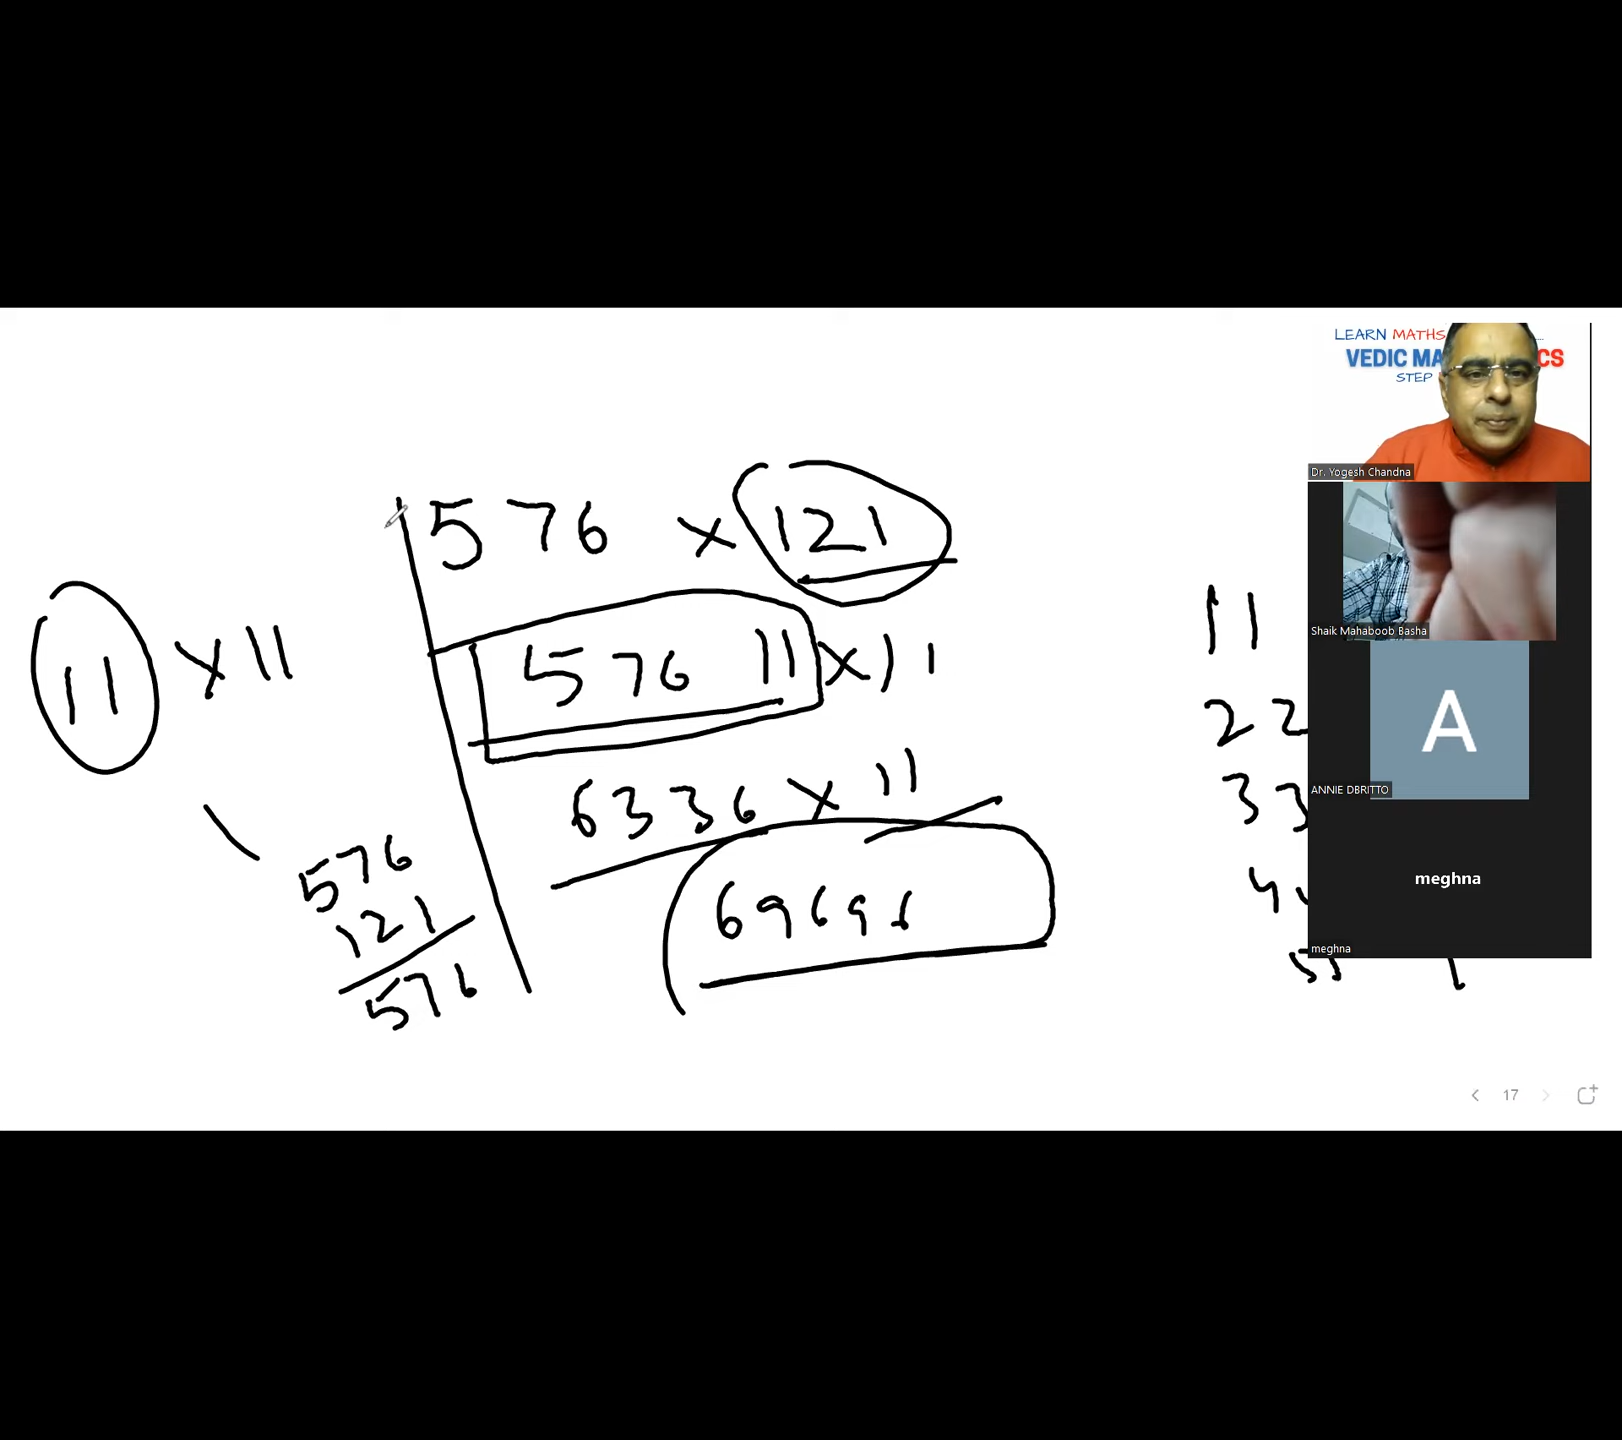 LEARN MATHS
VEDIC MA CS
STEP
Dr. Yogesh Chandna
576 × 121
11 × 11
576 11 × 11
6336 × 11
69696
576
121
576
11
22
33
Shaik Mahaboob Basha
A
ANNIE DBRITTO
meghna
meghna
17